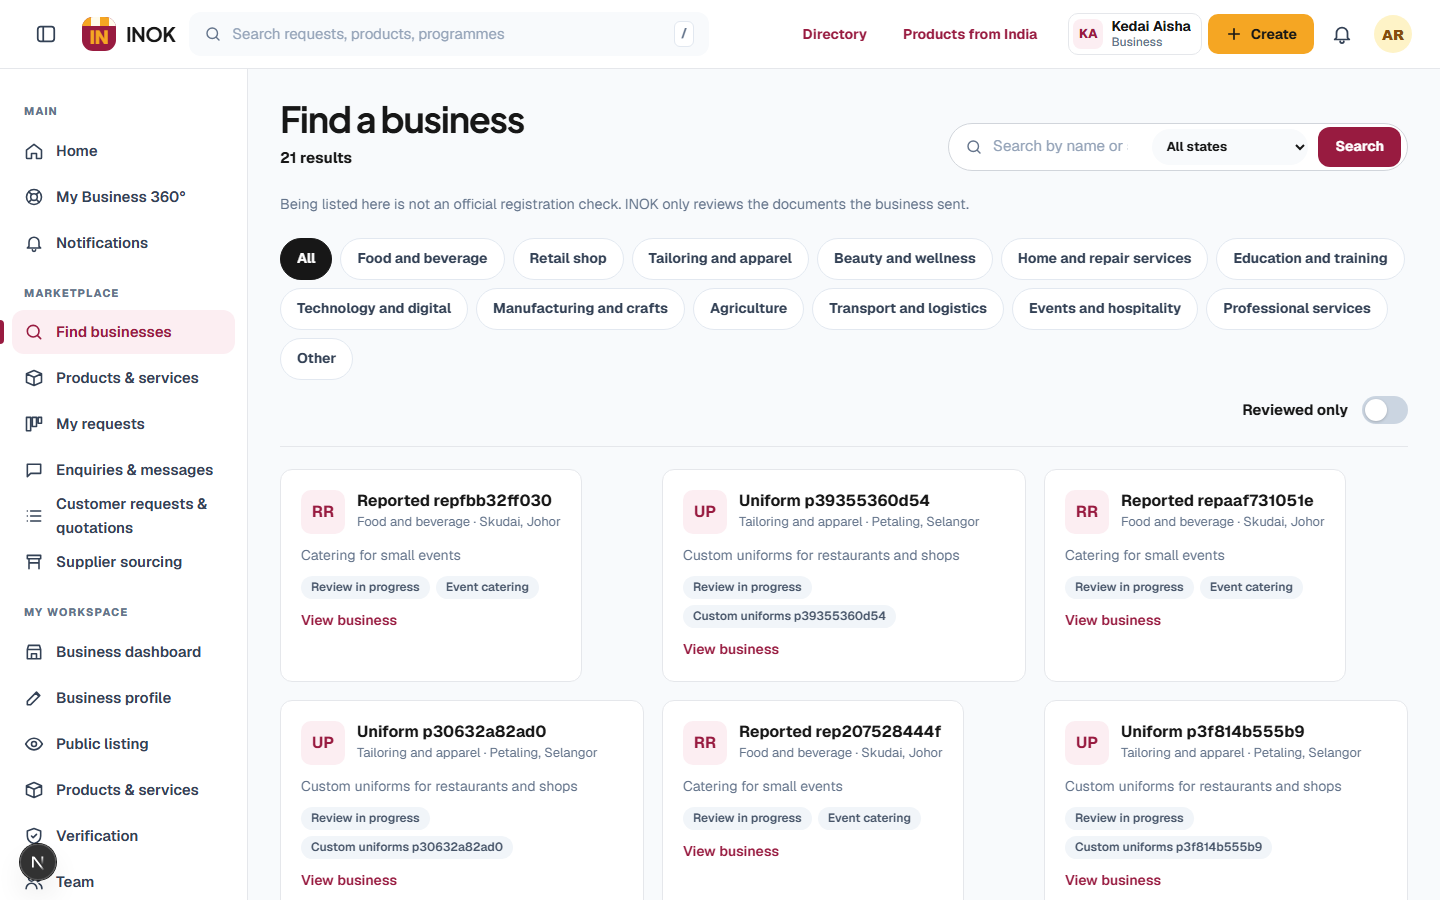 IN INOK
Search requests, products, programmes
/
Directory
Products from India
KA
Kedai Aisha
Business
+ Create
AR
MAIN
Home
My Business 360°
Notifications
MARKETPLACE
Find businesses
Products & services
My requests
Enquiries & messages
Customer requests &
quotations
Supplier sourcing
MY WORKSPACE
Business dashboard
Business profile
Public listing
Products & services
Verification
N
Team
Find a business
21 results
Search by name or
All states
Search
Being listed here is not an official registration check. INOK only reviews the documents the business sent.
All
Food and beverage
Retail shop
Tailoring and apparel
Beauty and wellness
Home and repair services
Education and training
Technology and digital
Manufacturing and crafts
Agriculture
Transport and logistics
Events and hospitality
Professional services
Other
Reviewed only
RR
Reported repfbb32ff030
Food and beverage · Skudai, Johor
Catering for small events
Review in progress
Event catering
View business
UP
Uniform p39355360d54
Tailoring and apparel · Petaling, Selangor
Custom uniforms for restaurants and shops
Review in progress
Custom uniforms p39355360d54
View business
RR
Reported repaaf731051e
Food and beverage · Skudai, Johor
Catering for small events
Review in progress
Event catering
View business
UP
Uniform p30632a82ad0
Tailoring and apparel · Petaling, Selangor
Custom uniforms for restaurants and shops
Review in progress
Custom uniforms p30632a82ad0
View business
RR
Reported rep207528444f
Food and beverage · Skudai, Johor
Catering for small events
Review in progress
Event catering
View business
UP
Uniform p3f814b555b9
Tailoring and apparel · Petaling, Selangor
Custom uniforms for restaurants and shops
Review in progress
Custom uniforms p3f814b555b9
View business